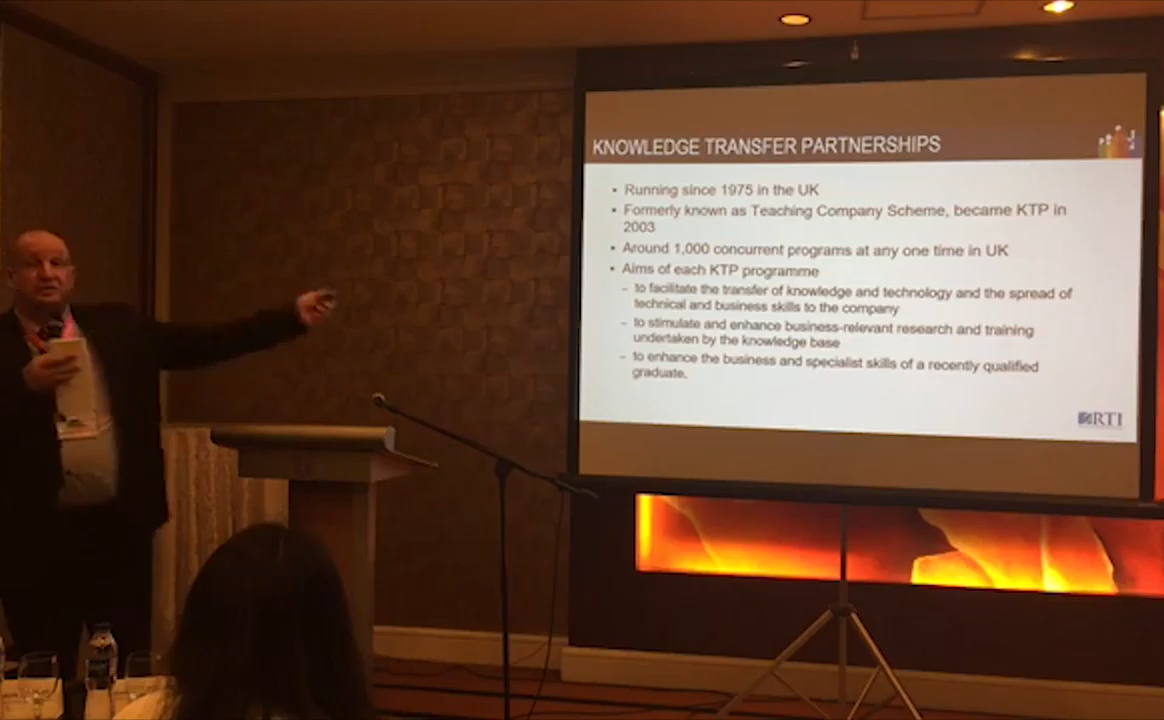 KNOWLEDGE TRANSFER PARTNERSHIPS
• Running since 1975 in the UK
• Formerly known as Teaching Company Scheme, became KTP in
2003
• Around 1,000 concurrent programs at any one time in UK
• Aims of each KTP programme
– to facilitate the transfer of knowledge and technology and the spread of
technical and business skills to the company
– to stimulate and enhance business-relevant research and training
undertaken by the knowledge base
– to enhance the business and specialist skills of a recently qualified
graduate.
RTI